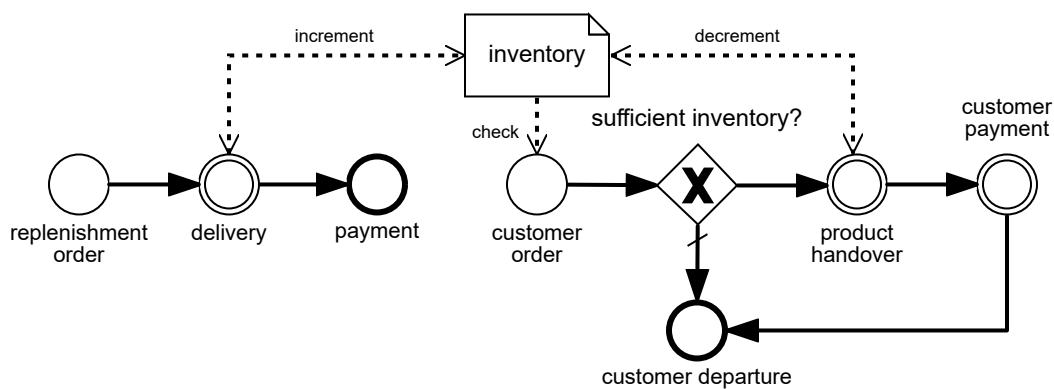 increment
inventory
decrement
check
sufficient inventory?
customer
payment
replenishment
order
delivery
payment
customer
order
X
product
handover
customer departure